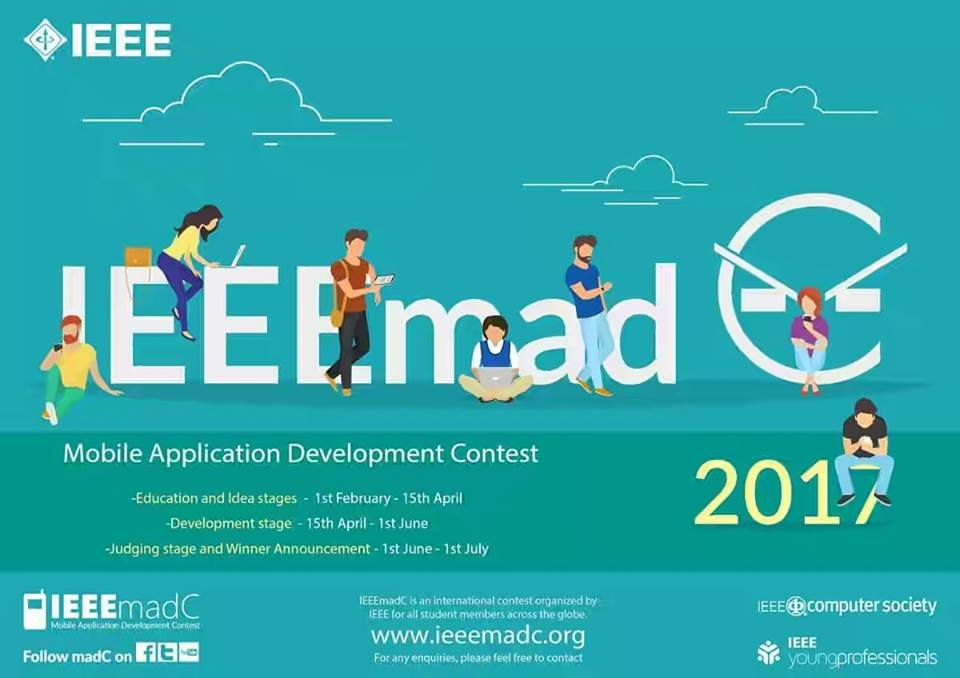 IEEE
IEEEmadC
Mobile Application Development Contest
-Education and Idea stages - 1st February - 15th April
-Development stage - 15th April - 1st June
-Judging stage and Winner Announcement - 1st June - 1st July
2017
IEEEmadC
Mobile Application Development Contest
Follow madC on
IEEEmadC is an international contest organized by
IEEE for all student members across the globe.
www.ieeemadc.org
For any enquiries, please feel free to contact
IEEE computer society
IEEE
youngprofessionals